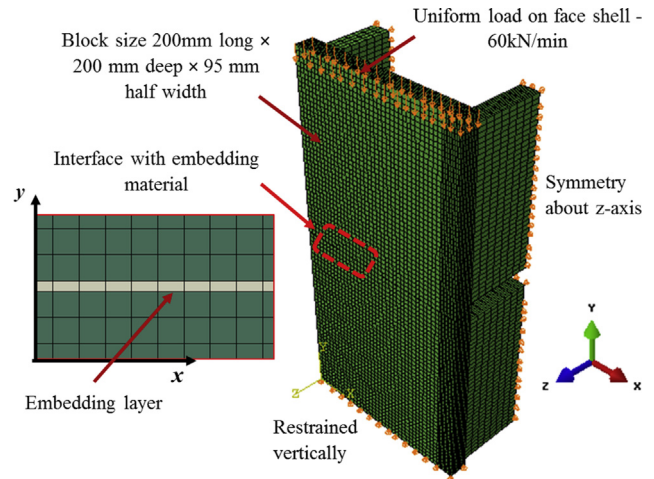 Uniform load on face shell -
60kN/min
Block size 200mm long ×
200 mm deep × 95 mm
half width
Interface with embedding
material
Symmetry
about z-axis
y
x
Embedding layer
Restrained
vertically
Y
Z
X
Z
Y
X